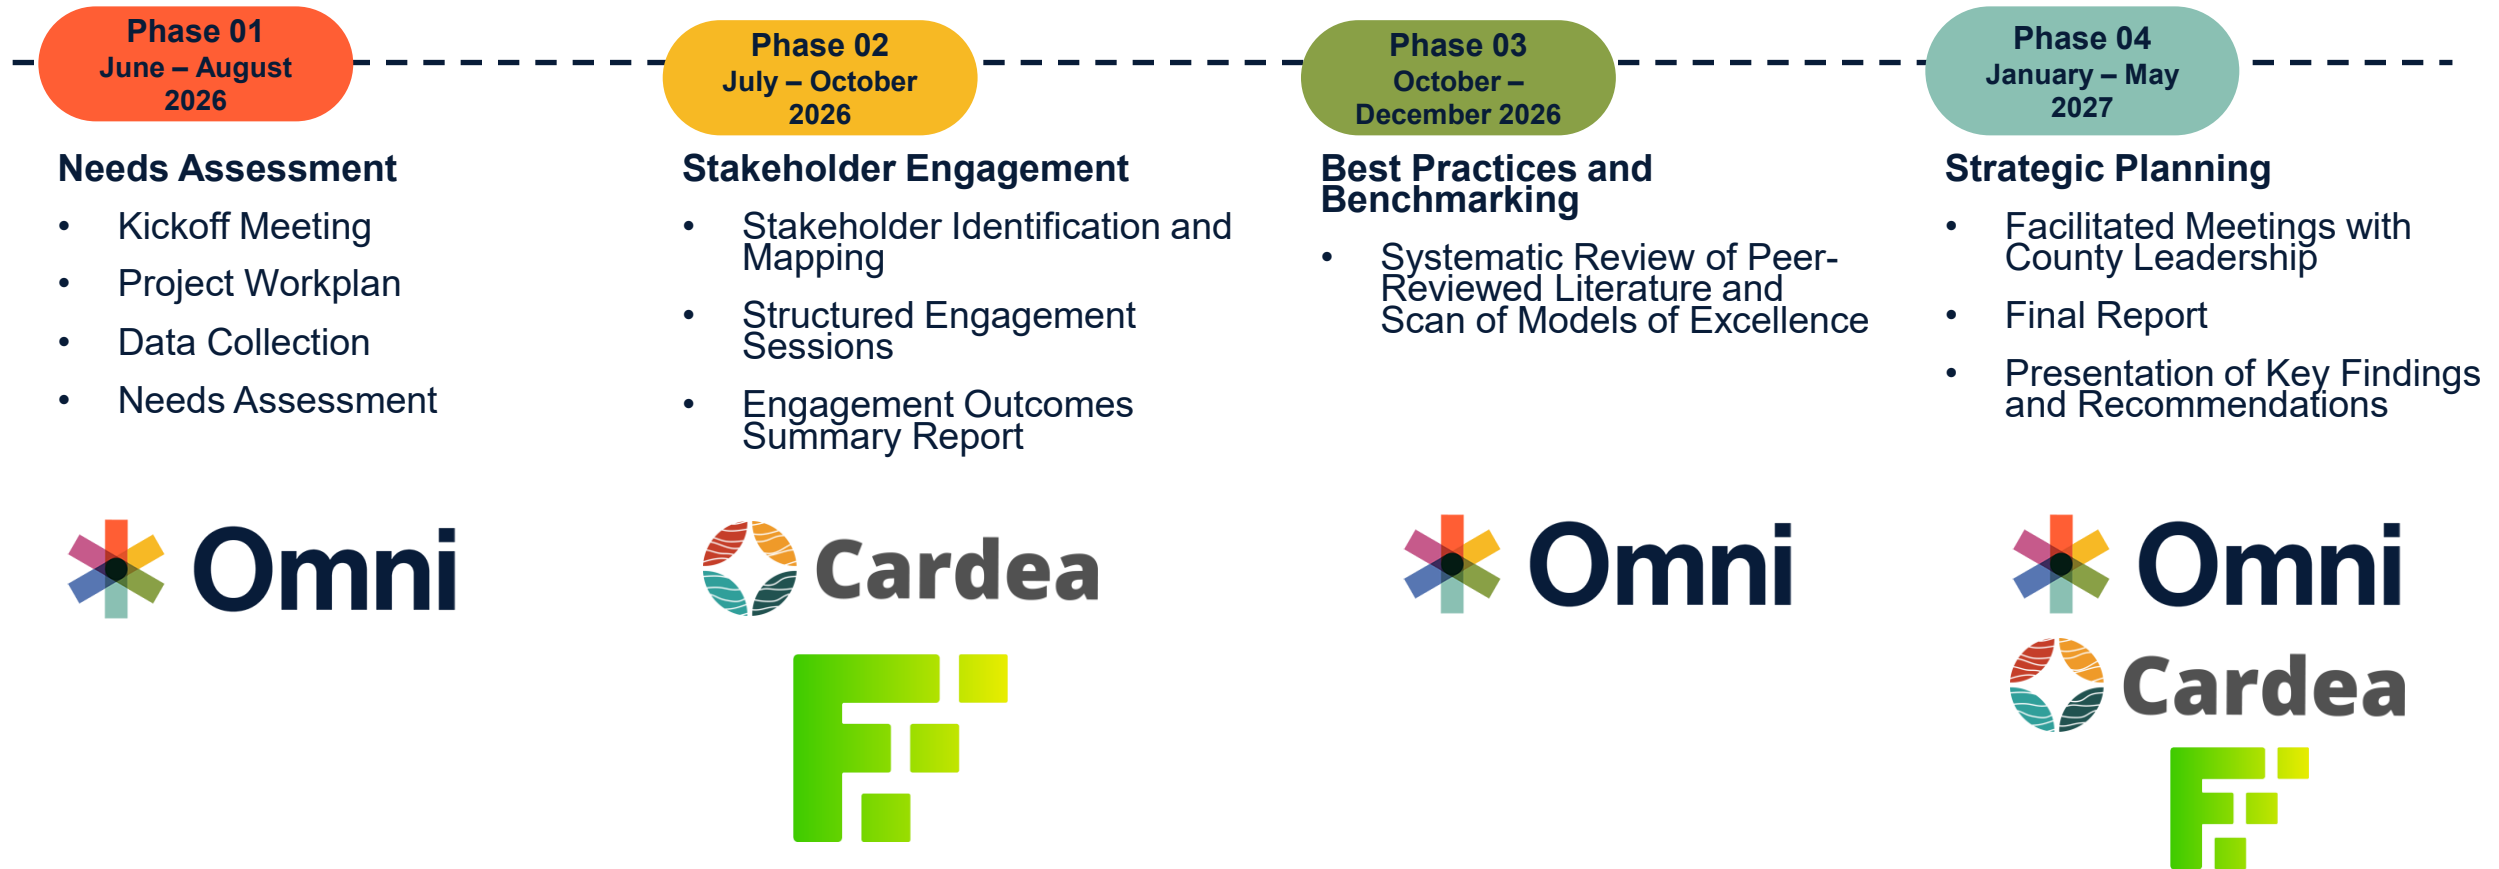 Phase 01
June – August
2026
Needs Assessment
• Kickoff Meeting
• Project Workplan
• Data Collection
• Needs Assessment
Omni
Phase 02
July – October
2026
Stakeholder Engagement
• Stakeholder Identification and
Mapping
• Structured Engagement
Sessions
• Engagement Outcomes
Summary Report
Cardea
F
Phase 03
October –
December 2026
Best Practices and
Benchmarking
• Systematic Review of Peer-
Reviewed Literature and
Scan of Models of Excellence
Omni
Phase 04
January – May
2027
Strategic Planning
• Facilitated Meetings with
County Leadership
• Final Report
• Presentation of Key Findings
and Recommendations
Omni
Cardea
F